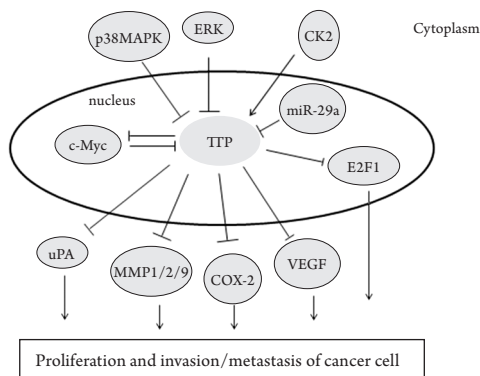 p38MAPK
ERK
CK2
Cytoplasm
nucleus
miR-29a
c-Myc
TTP
E2F1
uPA
MMP1/2/9
COX-2
VEGF
Proliferation and invasion/metastasis of cancer cell